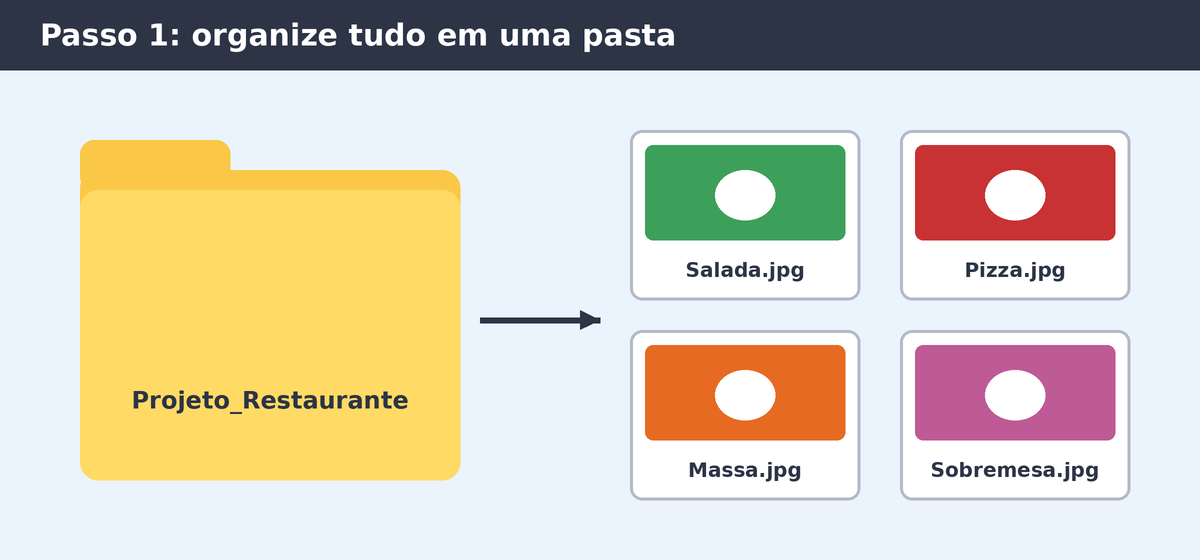 Passo 1: organize tudo em uma pasta
Projeto_Restaurante
Salada.jpg
Pizza.jpg
Massa.jpg
Sobremesa.jpg